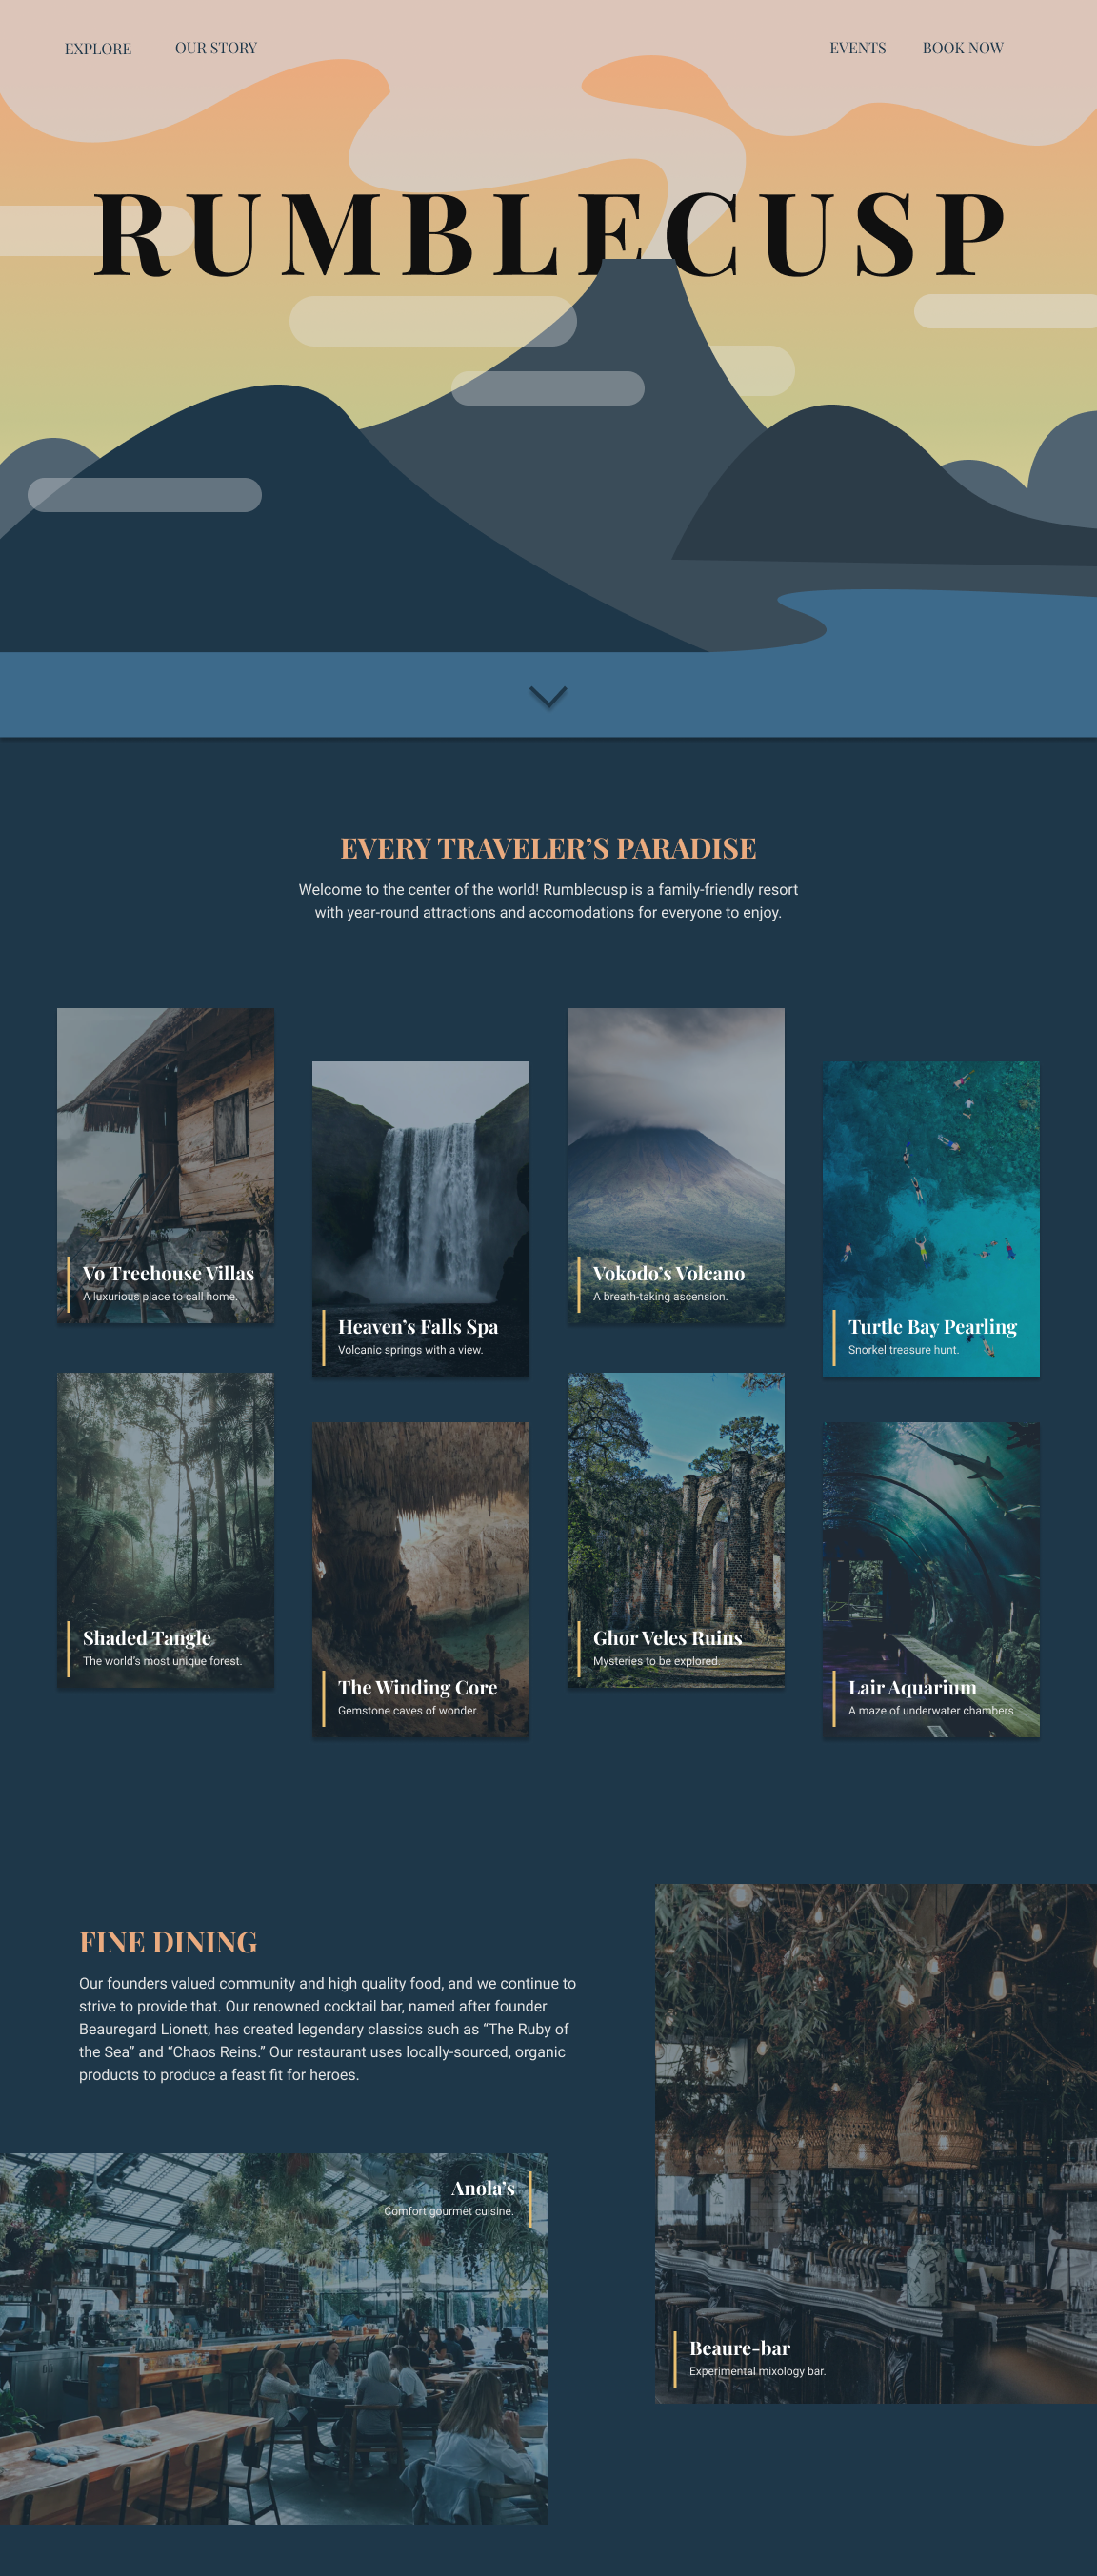 EXPLORE
OUR STORY
EVENTS
BOOK NOW
RUMBLECUSP
EVERY TRAVELER’S PARADISE
Welcome to the center of the world! Rumblecusp is a family-friendly resort
with year-round attractions and accomodations for everyone to enjoy.
Vo Treehouse Villas
A luxurious place to call home.
Heaven’s Falls Spa
Volcanic springs with a view.
Vokodo’s Volcano
A breath-taking ascension.
Turtle Bay Pearling
Snorkel treasure hunt.
Shaded Tangle
The world’s most unique forest.
The Winding Core
Gemstone caves of wonder.
Ghor Veles Ruins
Mysteries to be explored.
Lair Aquarium
A maze of underwater chambers.
FINE DINING
Our founders valued community and high quality food, and we continue to
strive to provide that. Our renowned cocktail bar, named after founder
Beauregard Lionett, has created legendary classics such as “The Ruby of
the Sea” and “Chaos Reins.” Our restaurant uses locally-sourced, organic
products to produce a feast fit for heroes.
Anola’s
Comfort gourmet cuisine.
Beaure-bar
Experimental mixology bar.